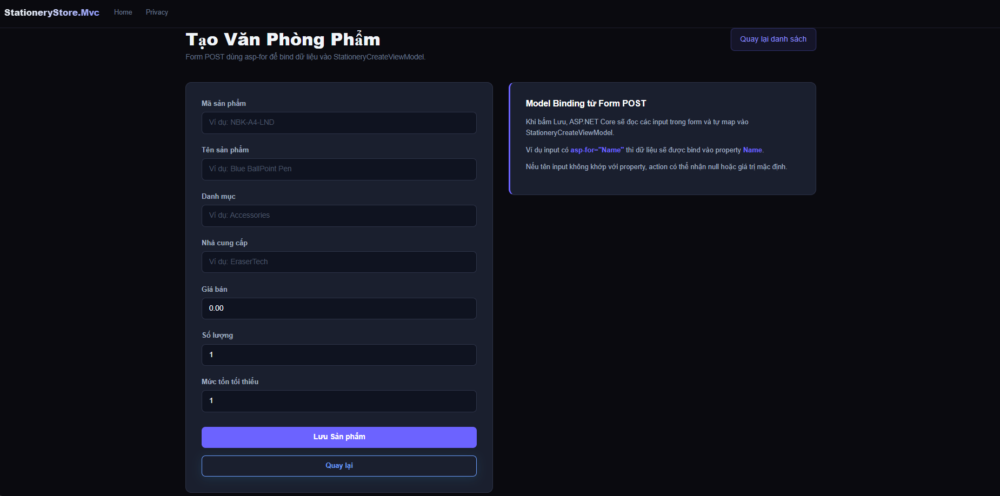 StationeryStore.Mvc Home Privacy
Tạo Văn Phòng Phẩm
Quay lại danh sách
Form POST dùng asp-for để bind dữ liệu vào StationeryCreateViewModel.
Mã sản phẩm
Ví dụ: NBK-A4-LND
Tên sản phẩm
Ví dụ: Blue BallPoint Pen
Danh mục
Ví dụ: Accessories
Nhà cung cấp
Ví dụ: EraserTech
Giá bán
0.00
Số lượng
1
Mức tồn tối thiểu
1
Lưu Sản phẩm
Quay lại
Model Binding từ Form POST
Khi bấm Lưu, ASP.NET Core sẽ đọc các input trong form và tự map vào
StationeryCreateViewModel.
Ví dụ input có asp-for="Name" thì dữ liệu sẽ được bind vào property Name.
Nếu tên input không khớp với property, action có thể nhận null hoặc giá trị mặc định.